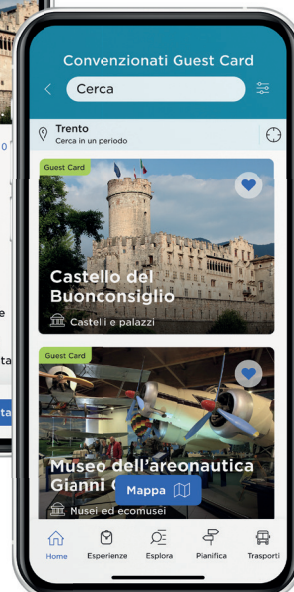 Convenzionati Guest Card
Cerca
Trento
Cerca in un periodo
Guest Card
Castello del
Buonconsiglio
Castelli e palazzi
Guest Card
Museo dell'areonautica
Gianni
Mappa
Musei ed ecomusei
Home
Esperienze
Esplora
Pianifica
Trasporti